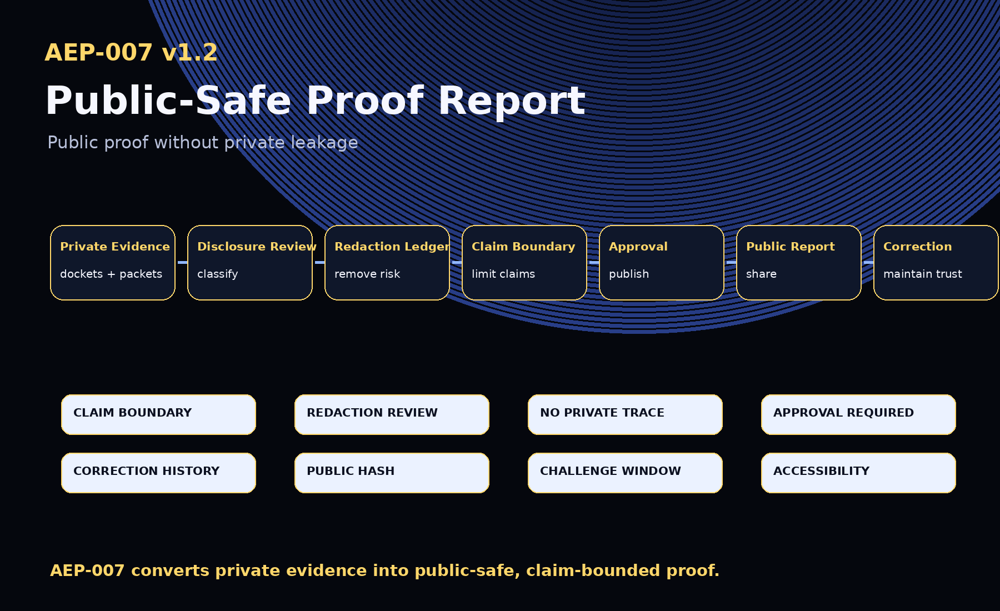 AEP-007 v1.2
Public-Safe Proof Report
Public proof without private leakage
Private Evidence
dockets + packets
Disclosure Review
classify
Redaction Ledger
remove risk
Claim Boundary
limit claims
Approval
publish
Public Report
share
Correction
maintain trust
CLAIM BOUNDARY
REDACTION REVIEW
NO PRIVATE TRACE
APPROVAL REQUIRED
CORRECTION HISTORY
PUBLIC HASH
CHALLENGE WINDOW
ACCESSIBILITY
AEP-007 converts private evidence into public-safe, claim-bounded proof.